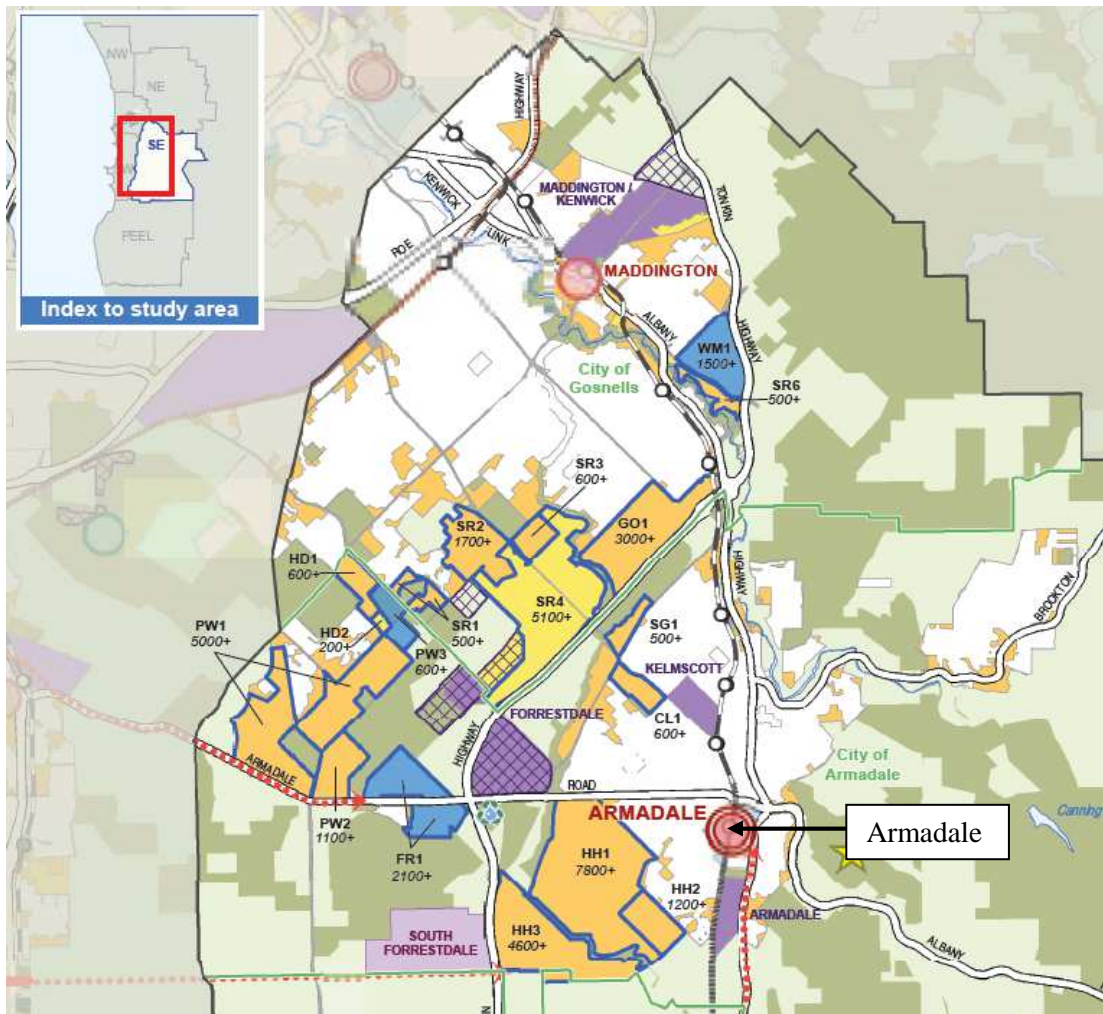 NW
NE
SE
PEEL
Index to study area
HIGHWAY
KENWICK
LINK
ROE
MADDINGTON /
KENWICK
TONKIN
HIGHWAY
MADDINGTON
ALBANY
City of
Gosnells
WM1
1500+
SR6
500+
SR3
600+
SR2
1700+
GO1
3000+
HD1
600+
SR4
5100+
SR1
500+
PW1
5000+
HD2
200+
PW3
600+
SG1
500+
HIGHWAY
BROOKTON
KELMSCOTT
FORRESTDALE
CL1
600+
HIGHWAY
ARMADALE
ROAD
City of
Armadale
PW2
1100+
FR1
2100+
ARMADALE
Armadale
Canning
HH1
7800+
HH2
1200+
ARMADALE
HH3
4600+
SOUTH
FORRESTDALE
ALBANY